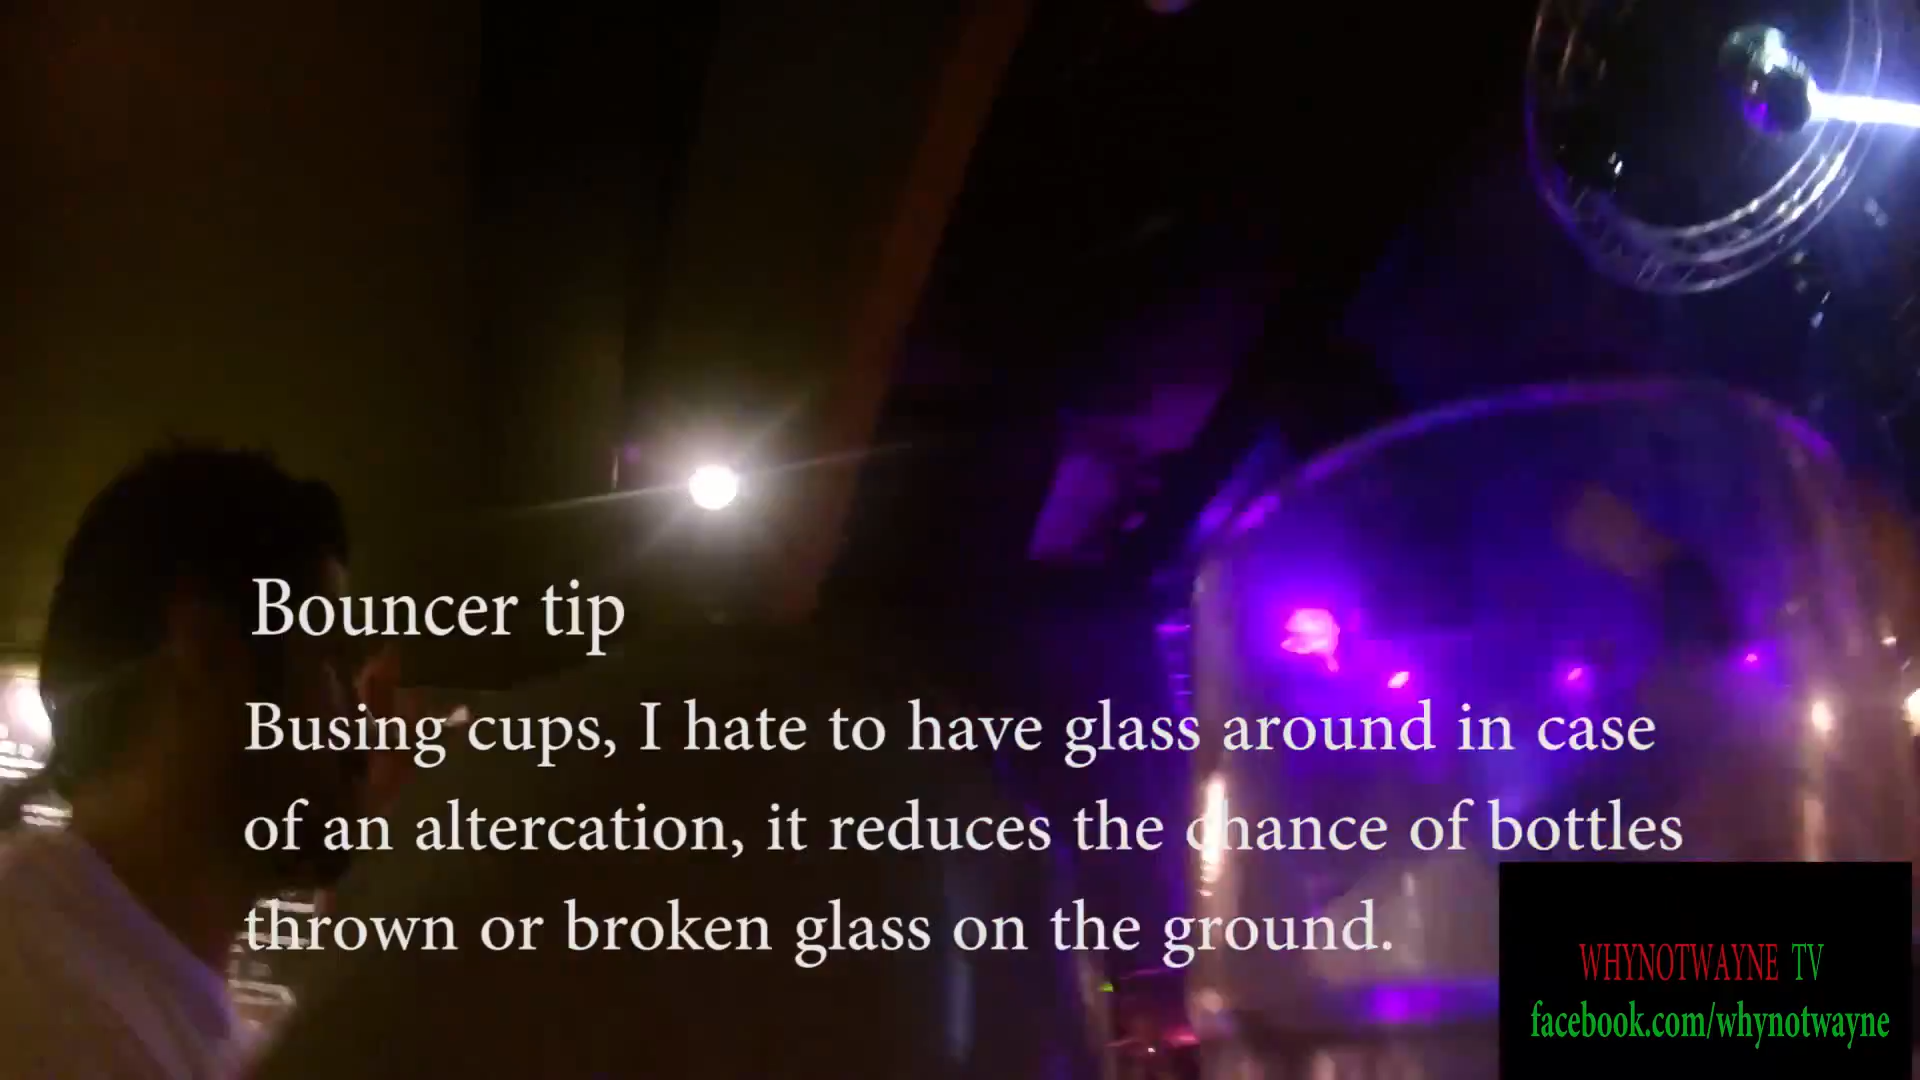 Bouncer tip
Busing cups, I hate to have glass around in case
of an altercation, it reduces the chance of bottles
thrown or broken glass on the ground.
WHYNOTWAYNE TV
facebook.com/whynotwayne